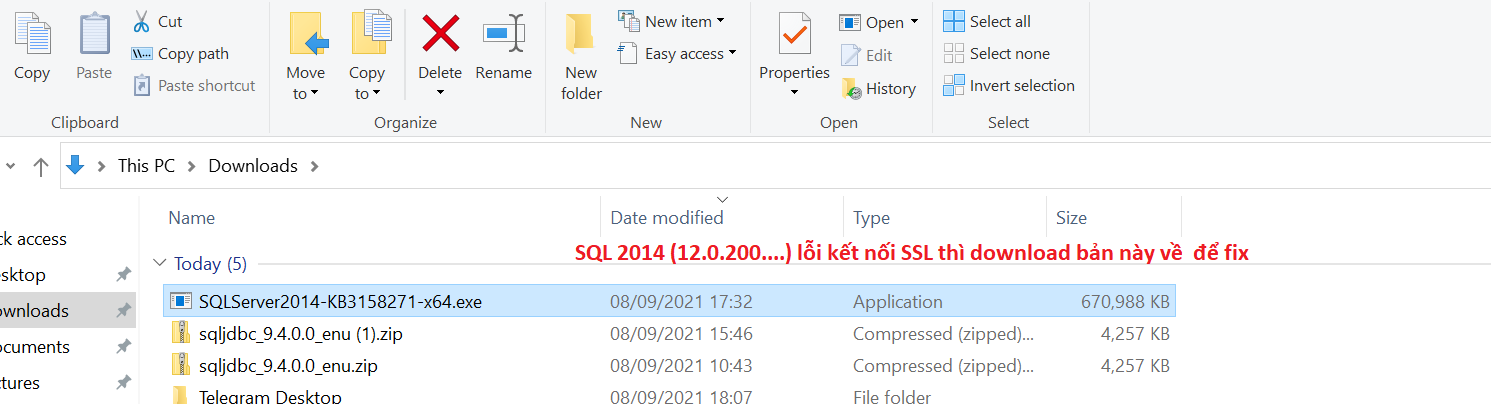 Copy
Paste
Cut
Copy path
Paste shortcut
Clipboard
Move to
Copy to
Delete
Rename
Organize
New folder
New item
Easy access
New
Properties
Open
Edit
History
Open
Select all
Select none
Invert selection
Select
This PC
Downloads
Name Date modified Type Size
ck access
esktop
ownloads
ocuments
ctures
SQL 2014 (12.0.200....) lỗi kết nối SSL thì download bản này về để fix
Today (5)
SQLServer2014-KB3158271-x64.exe 08/09/2021 17:32 Application 670,988 KB
sqljdbc_9.4.0.0_enu (1).zip 08/09/2021 15:46 Compressed (zipped)... 4,257 KB
sqljdbc_9.4.0.0_enu.zip 08/09/2021 10:43 Compressed (zipped)... 4,257 KB
Telegram Desktop 08/09/2021 18:07 File folder